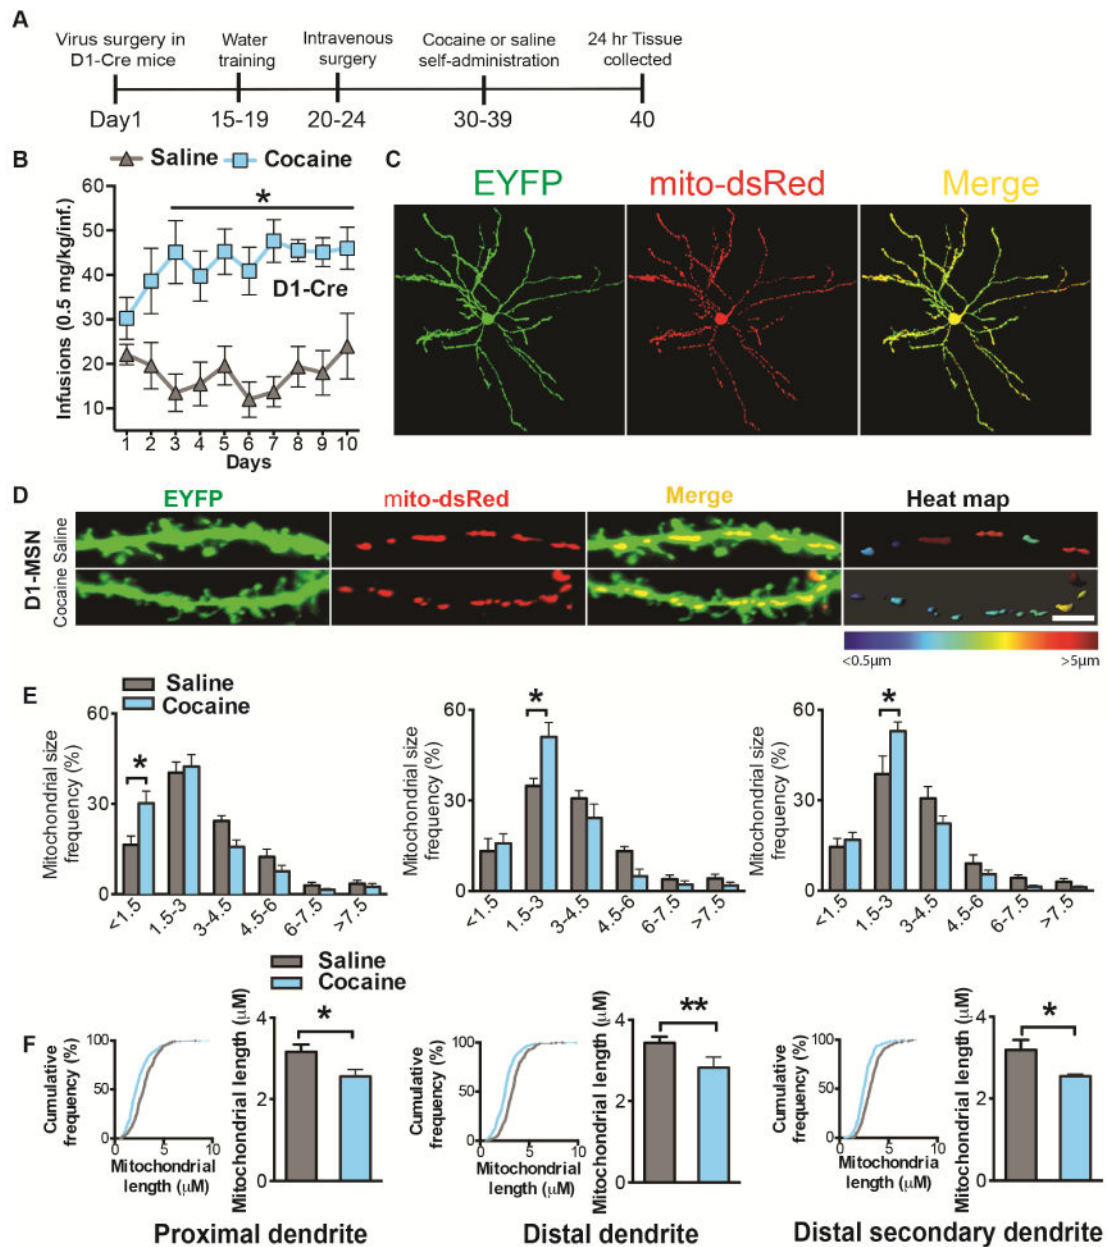 A
Virus surgery in
D1-Cre mice
Water
training
Intravenous
surgery
Cocaine or saline
self-administration
24 hr Tissue
collected
Day1
15-19
20-24
30-39
40
B
Saline
Cocaine
Infusions (0.5 mg/kg/inf.)
60
50
40
30
20
10
*
D1-Cre
1 2 3 4 5 6 7 8 9 10
Days
C
EYFP
mito-dsRed
Merge
D
EYFP
mito-dsRed
Merge
Heat map
D1-MSN
Saline
Cocaine
<0.5μm
>5μm
E
Saline
Cocaine
Mitochondrial size
frequency (%)
60
30
0
*
<1.5
1.5-3
3-4.5
4.5-6
6-7.5
>7.5
Mitochondrial size
frequency (%)
60
30
0
*
<1.5
1.5-3
3-4.5
4.5-6
6-7.5
>7.5
Mitochondrial size
frequency (%)
60
30
0
*
<1.5
1.5-3
3-4.5
4.5-6
6-7.5
>7.5
Saline
Cocaine
F
Cumulative
frequency (%)
100
50
0
0 5 10
Mitochondrial
length (μM)
Mitochondrial length (μM)
4
2
0
*
Cumulative
frequency (%)
100
50
0
0 5 10
Mitochondrial
length (μM)
Mitochondrial length (μM)
4
2
0
**
Cumulative
frequency (%)
100
50
0
0 5 10
Mitochondria
length (μM)
Mitochondrial length (μM)
4
2
0
*
Proximal dendrite
Distal dendrite
Distal secondary dendrite